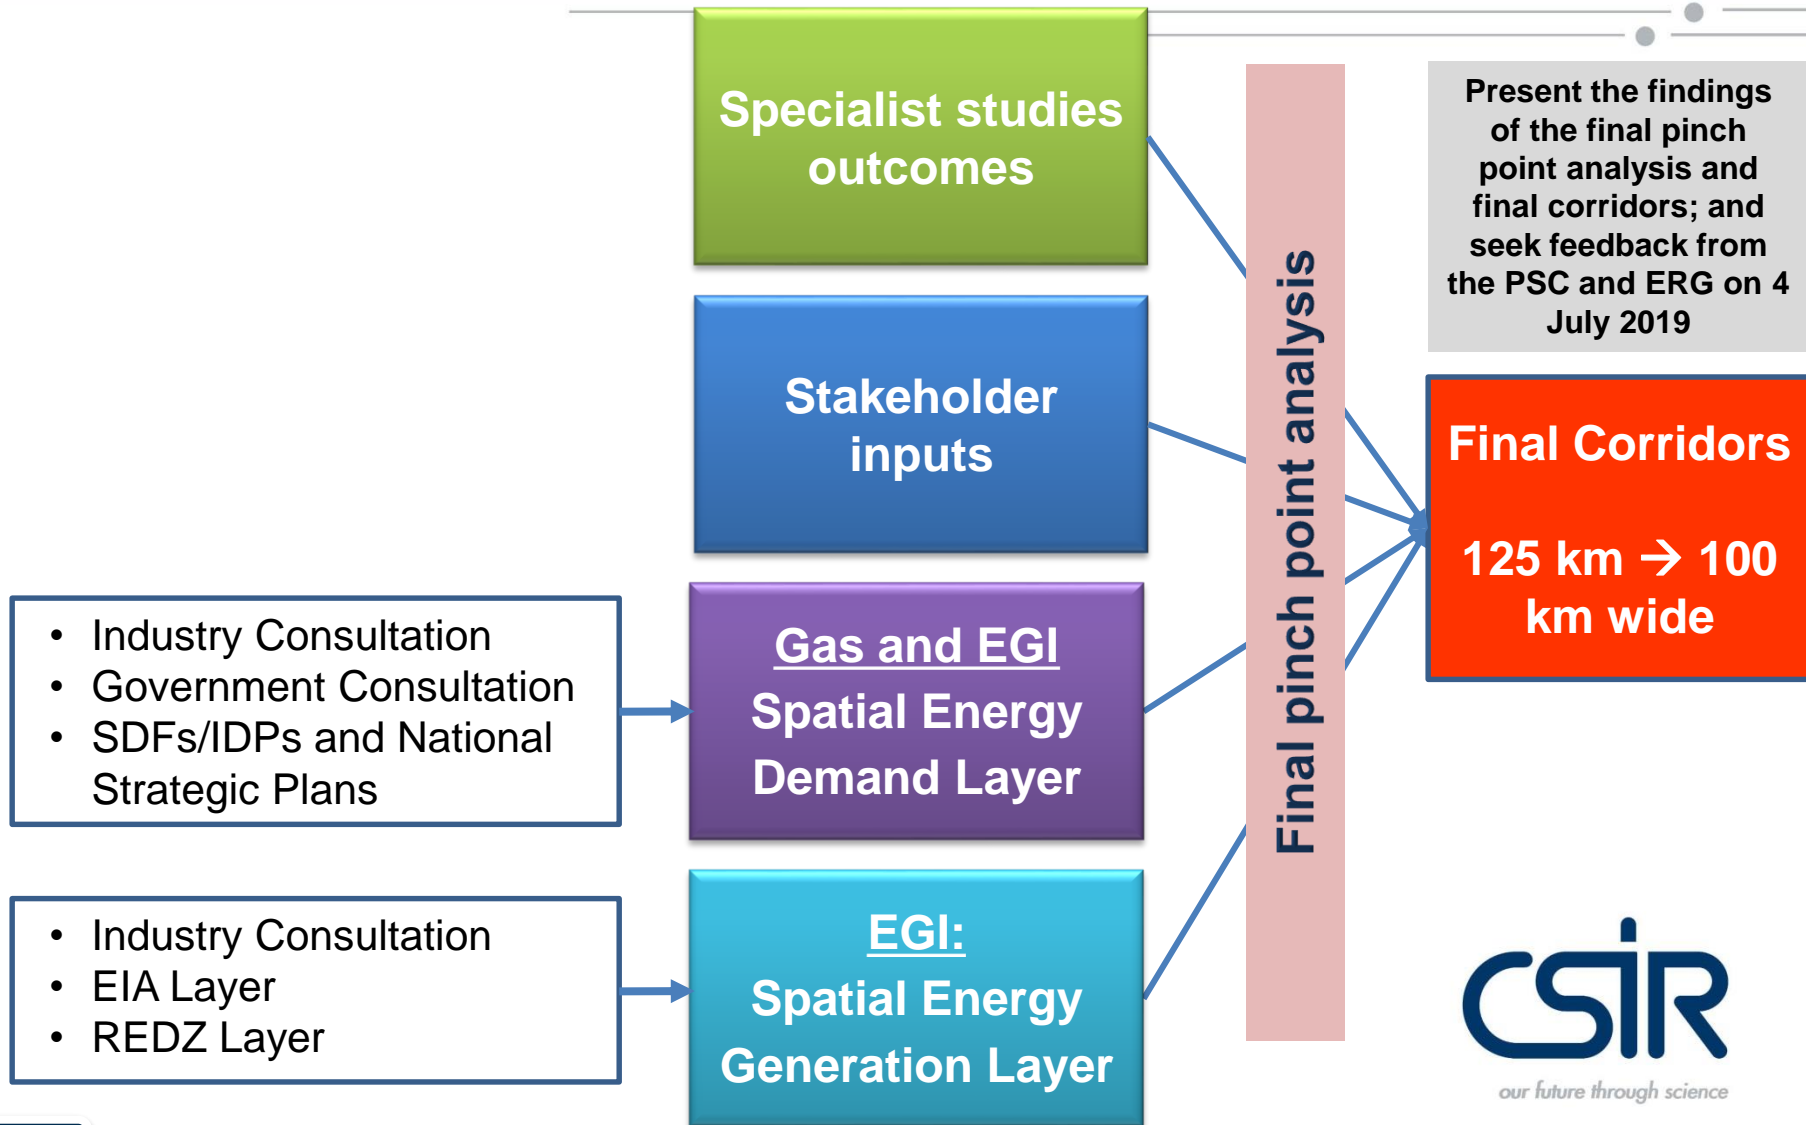 Specialist studies
outcomes
Stakeholder
inputs
• Industry Consultation
• Government Consultation
• SDFs/IDPs and National
Strategic Plans
Gas and EGI
Spatial Energy
Demand Layer
• Industry Consultation
• EIA Layer
• REDZ Layer
EGI:
Spatial Energy
Generation Layer
Final pinch point analysis
Present the findings
of the final pinch
point analysis and
final corridors; and
seek feedback from
the PSC and ERG on 4
July 2019
Final Corridors
125 km → 100
km wide
CSIR
our future through science